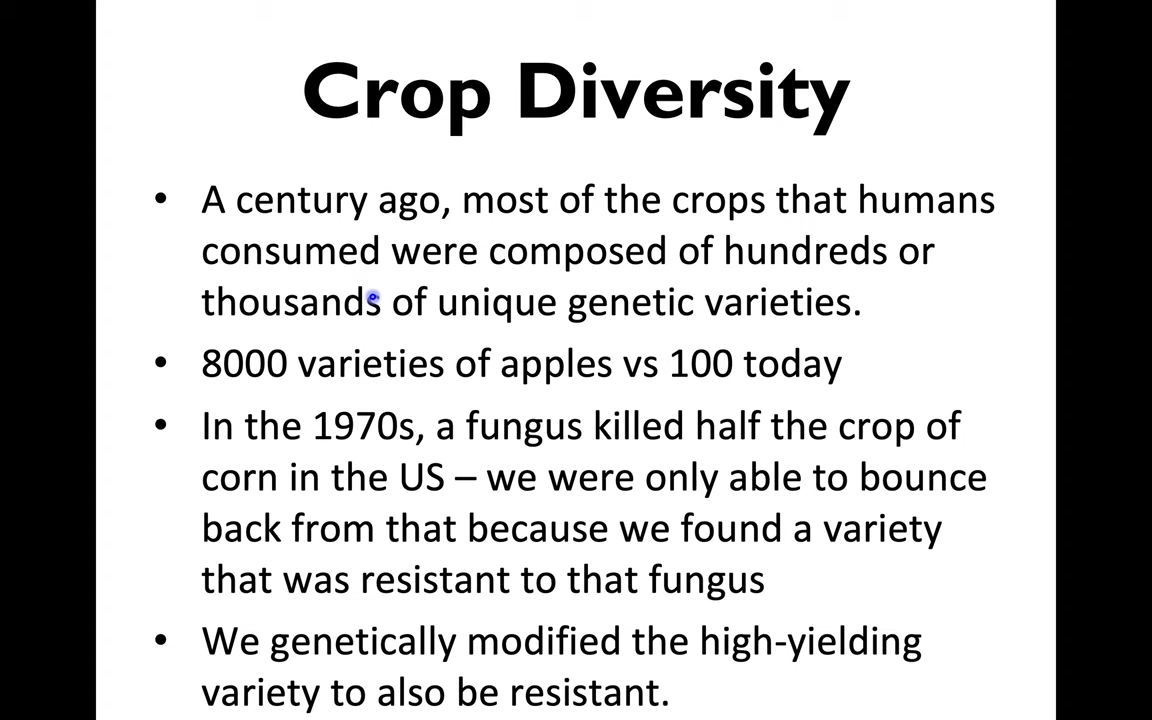 Crop Diversity
• A century ago, most of the crops that humans
consumed were composed of hundreds or
thousands of unique genetic varieties.
• 8000 varieties of apples vs 100 today
• In the 1970s, a fungus killed half the crop of
corn in the US – we were only able to bounce
back from that because we found a variety
that was resistant to that fungus
• We genetically modified the high-yielding
variety to also be resistant.